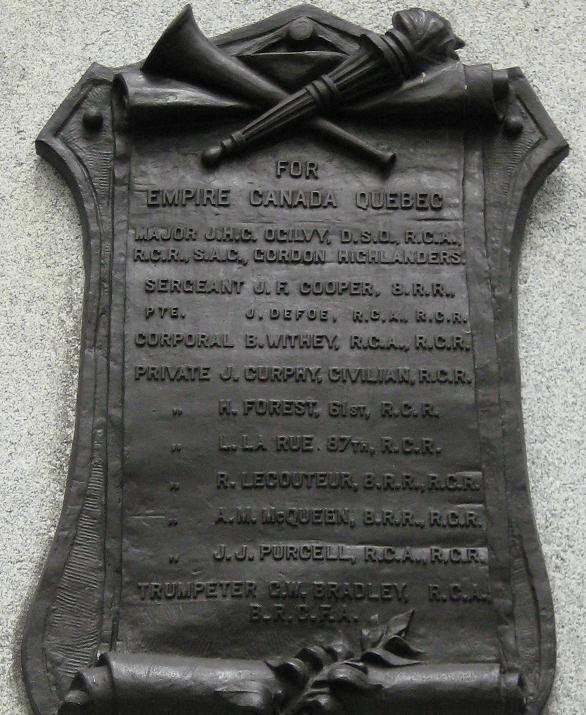 FOR
EMPIRE CANADA QUEBEC
MAJOR J.H.C. OGILVY, D.S.O., R.C.A.,
R.C.R., S.A.C., GORDON HIGHLANDERS.
SERGEANT J. F. COOPER, 8.R.R.,
PTE. J. DEFOE, R.C.A. R.C.R.
CORPORAL B. WITHEY, R.C.A., R.C.R.
PRIVATE J. CURPHY, CIVILIAN, R.C.R.
„ H. FOREST, 61ST, R.C.R.
„ L. LA RUE. 87TH, R.C.R.
„ R. LECOUTEUR, 8.R.R., R.C.R.
„ A.M. McQUEEN, 8.R.R., R.C.R.
„ J. J. PURCELL, R.C.A., R.C.R.
TRUMPETER C.W. BRADLEY, R.C.A.,
B.R.C.F.A.